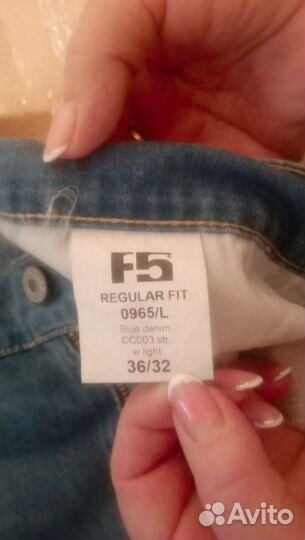 F5
REGULAR FIT
0965/L
Blue denim
CC003 str.
w light
36/32
Avito